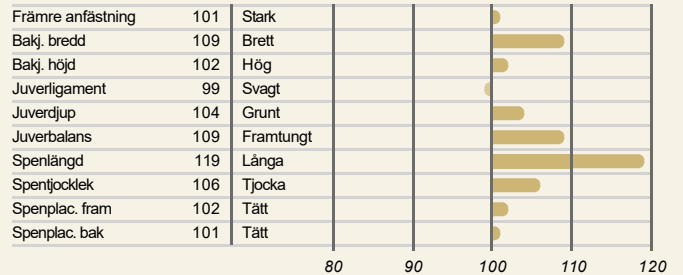 Främre anfästning 101 Stark
Bakj. bredd 109 Brett
Bakj. höjd 102 Hög
Juverligament 99 Svagt
Juverdjup 104 Grunt
Juverbalans 109 Framtungt
Spenlängd 119 Långa
Spentjocklek 106 Tjocka
Spenplac. fram 102 Tätt
Spenplac. bak 101 Tätt
80 90 100 110 120